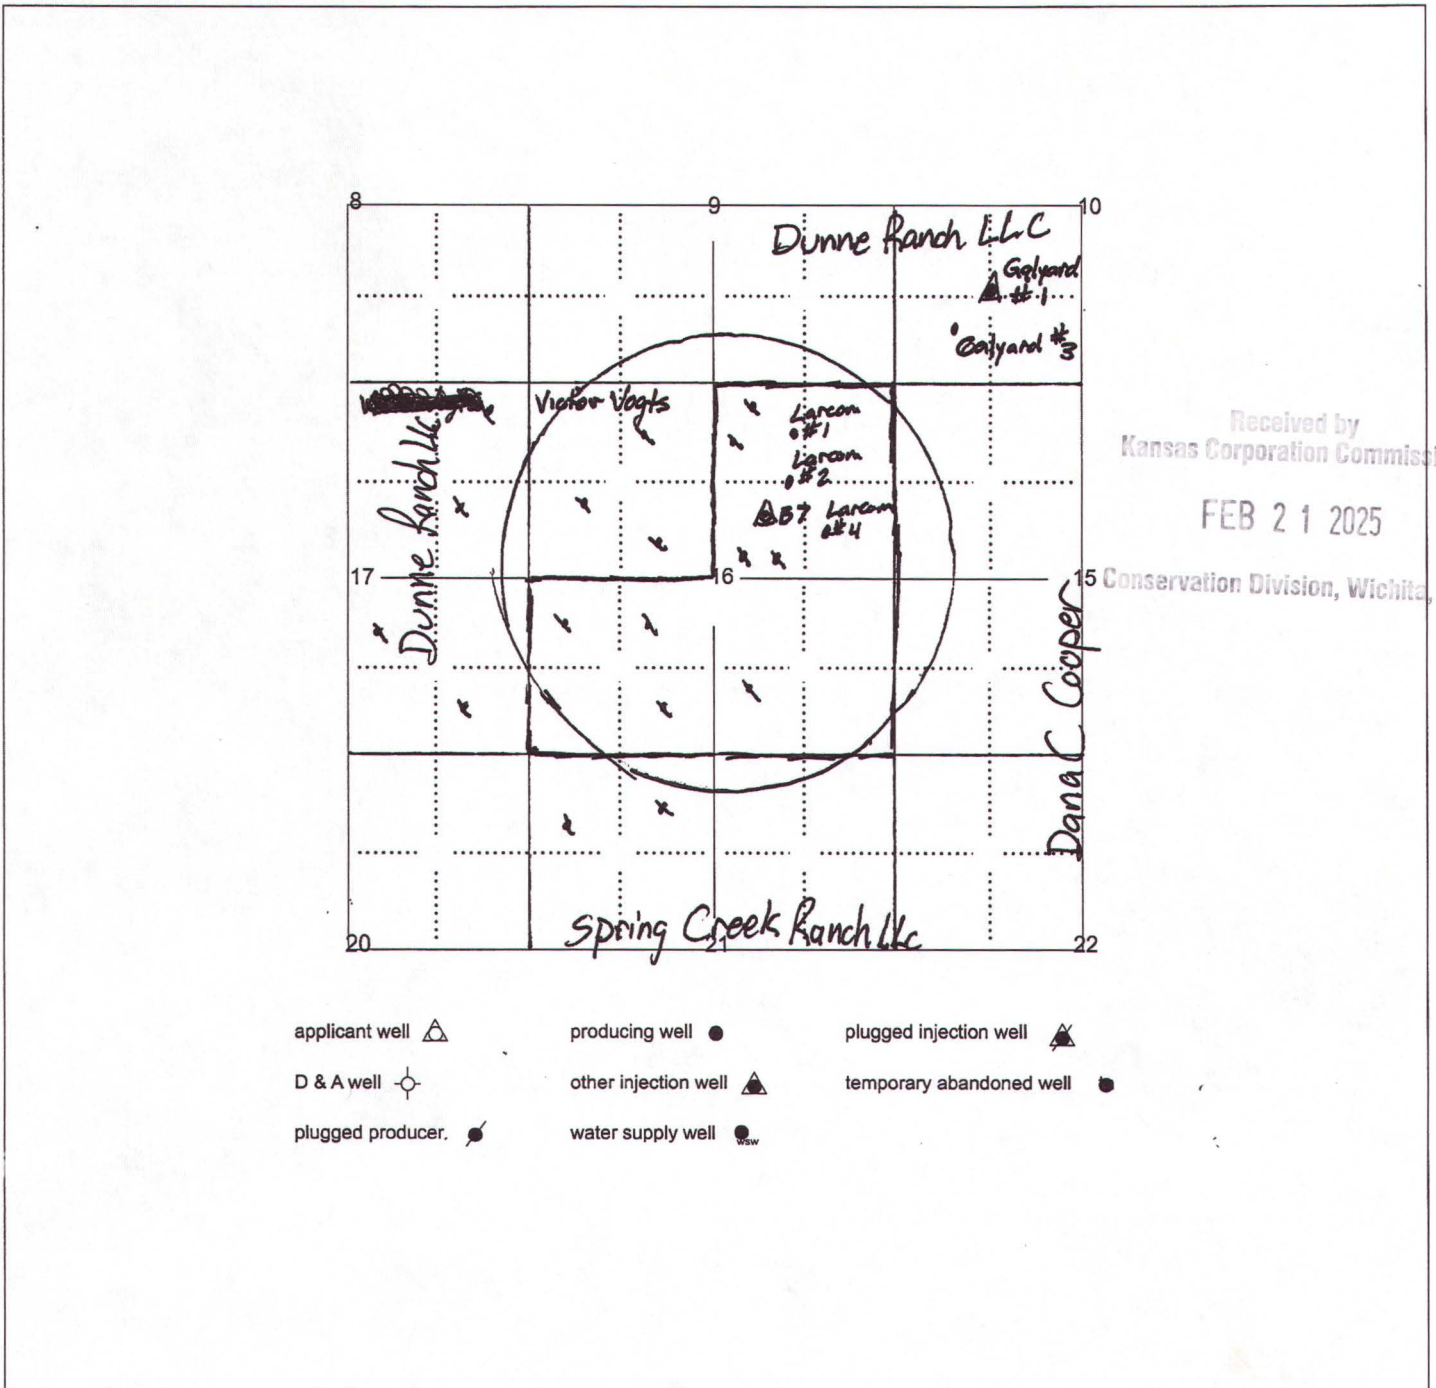 8 9 10
Dunne Ranch LLC
Galyard
#1
Galyard #3
Victor Vogts
Larcom
#1
Larcom
#2
B7 Larcom
#4
Dunne Ranch LLC
Received by
Kansas Corporation Commissi
FEB 21 2025
Conservation Division, Wichita,
17 16 15
Dana C Cooper
Spring Creek Ranch LLc
20 21 22
applicant well producing well plugged injection well
D & A well other injection well temporary abandoned well
plugged producer. water supply well wsw